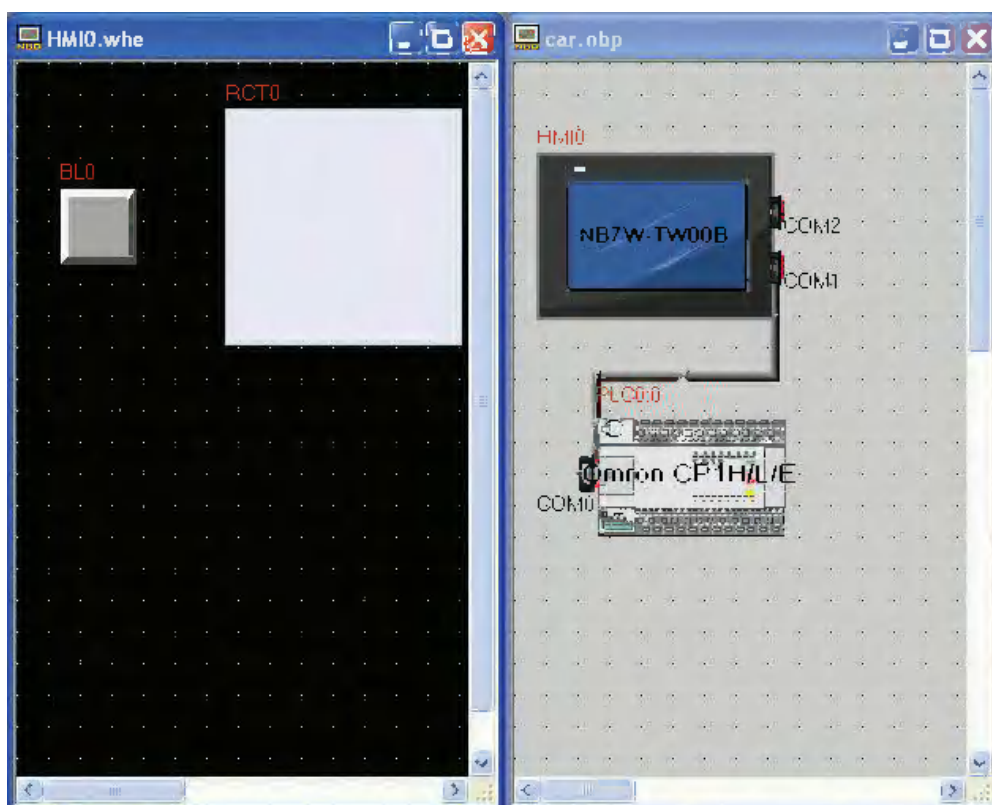 HMI0.whe
RCT0
BL0
car.nbp
HMI0
NB7W-TW00B
COM2
COM1
PLC0:0
Omron CP1H/L/E
COM0